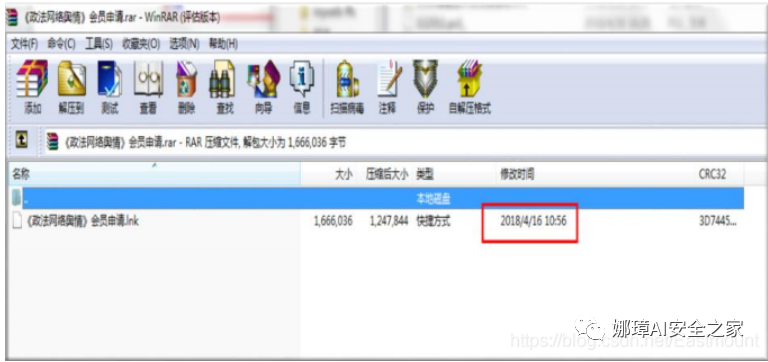 《政法网络舆情》会员申请.rar - WinRAR (评估版本)
文件(F) 命令(C) 工具(S) 收藏夹(O) 选项(N) 帮助(H)
添加 解压到 测试 查看 删除 查找 向导 信息 扫描病毒 注释 保护 自解压格式
《政法网络舆情》会员申请.rar - RAR 压缩文件, 解包大小为 1,666,036 字节
名称 大小 压缩后大小 类型 修改时间 CRC32
.. 本地磁盘
《政法网络舆情》会员申请.lnk 1,666,036 1,247,844 快捷方式 2018/4/16 10:56 3D7445...
娜璋AI安全之家
https://blog.csdn.net/Eastmount